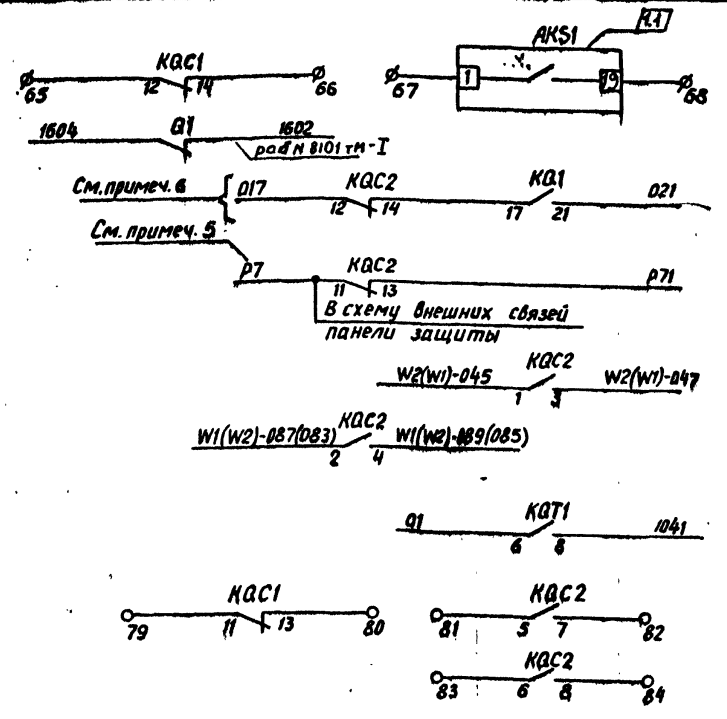 1.1
KQC1
AKS1
65 12 14 66
67 1 19 68
1604 Q1 1602
раб N 8101 тм-I
См. примеч. 6
017 KQC2 KQ1 021
12 14 17 21
См. примеч. 5
P7 KQC2 P71
11 13
В схему внешних связей
панели защиты
KQC2
W2(W1)-045 W2(W1)-047
1 3
KQC2
W1(W2)-087(083) W1(W2)-089(085)
2 4
KQT1
01 1041
6 8
KQC1 KQC2
79 11 13 80
81 5 7 82
KQC2
83 6 8 84